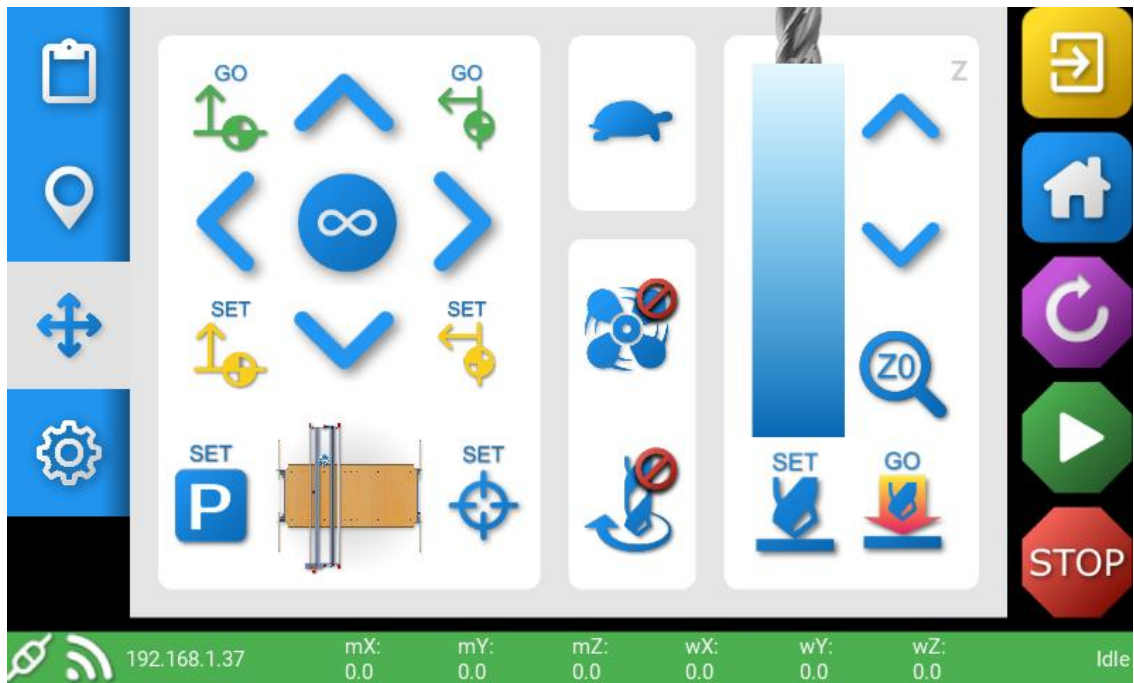 GO
GO
Z
∞
SET
SET
Z0
SET
P
SET
SET
GO
STOP
192.168.1.37
mX:
0.0
mY:
0.0
mZ:
0.0
wX:
0.0
wY:
0.0
wZ:
0.0
Idle